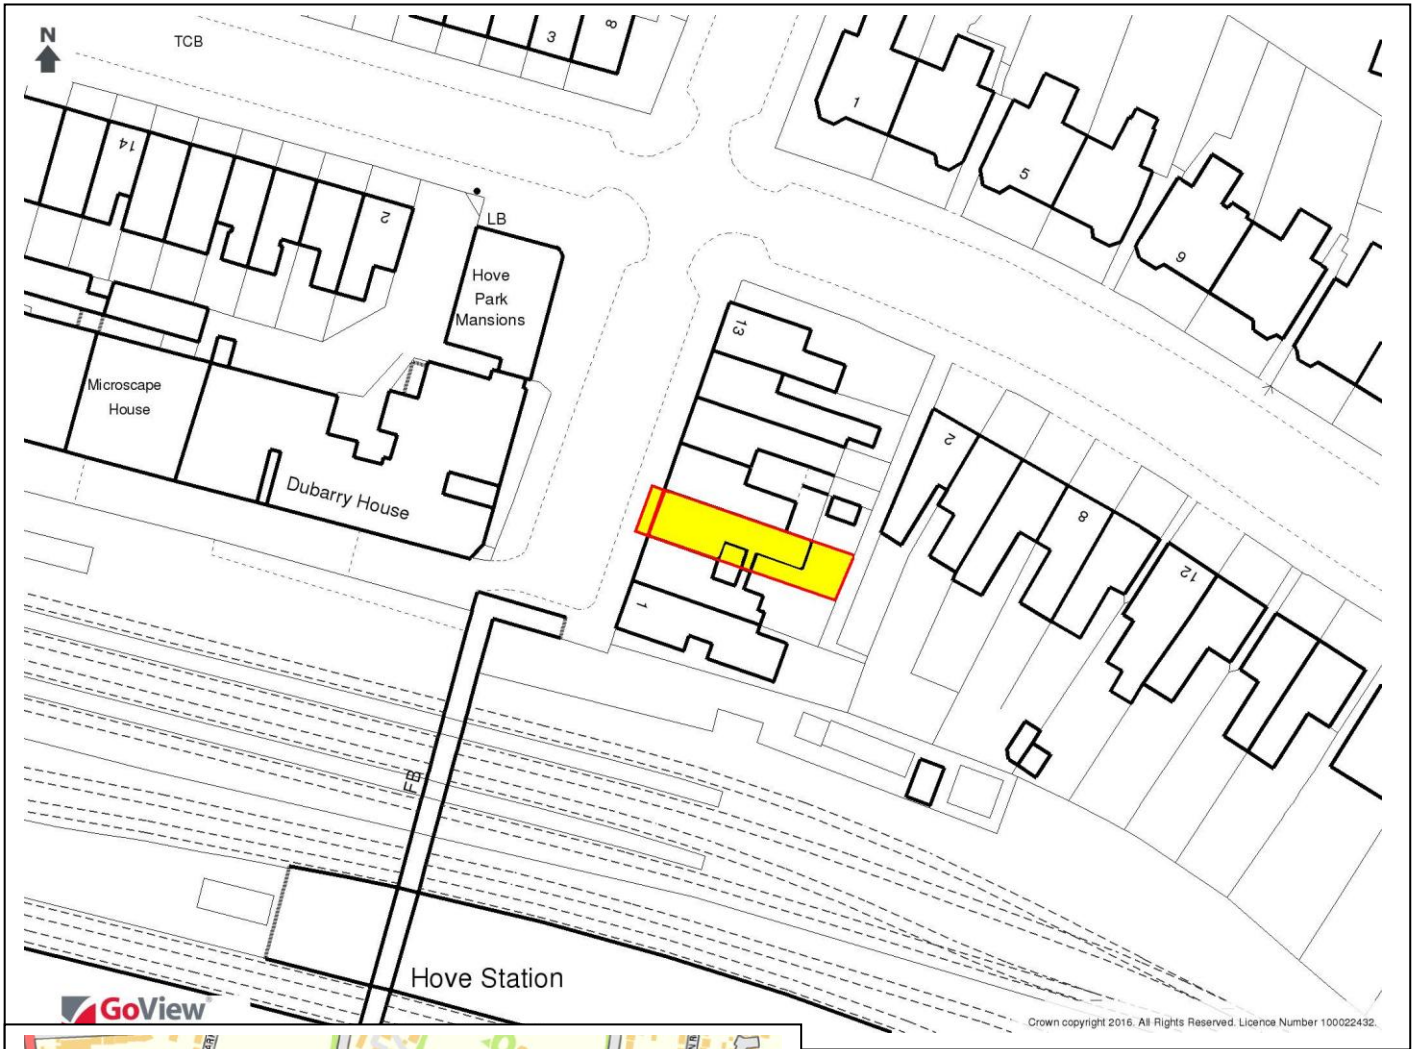 N
TCB
3
8
1
5
9
14
2
LB
Hove
Park
Mansions
13
Microscape
House
2
Dubarry House
8
12
1
FB
Hove Station
GoView
Crown copyright 2016. All Rights Reserved. Licence Number 100022432.